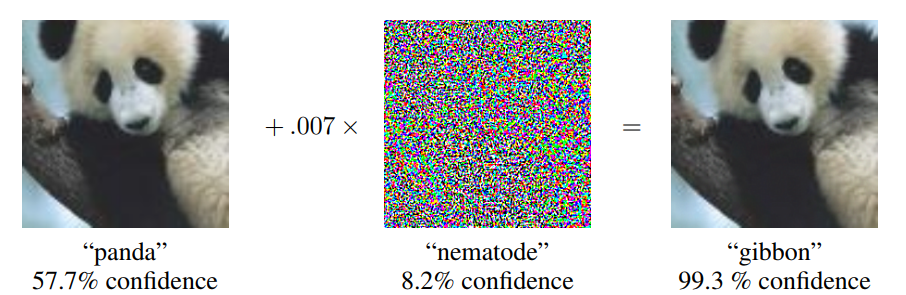 + .007 ×
=
“panda”
57.7% confidence
“nematode”
8.2% confidence
“gibbon”
99.3 % confidence